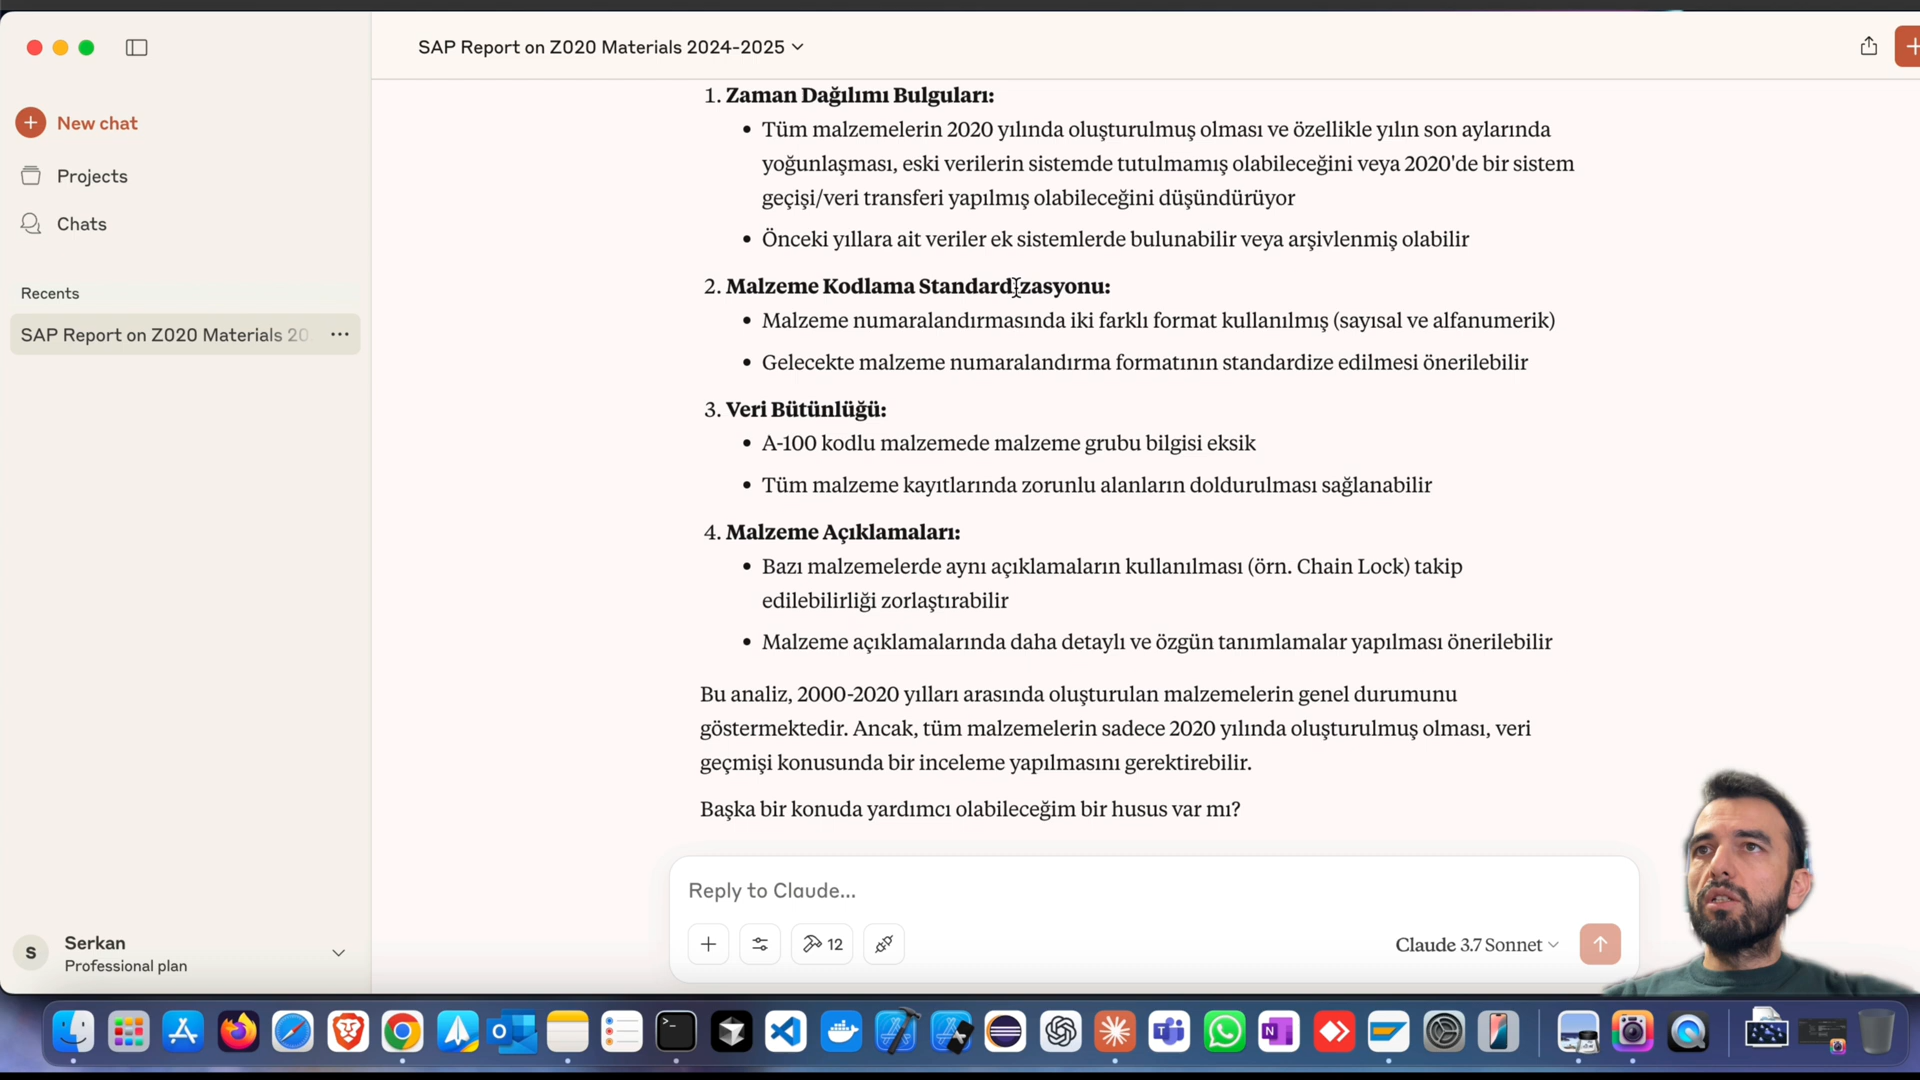 SAP Report on Z020 Materials 2024-2025
New chat
Projects
Chats
Recents
SAP Report on Z020 Materials 20
1. Zaman Dağılımı Bulguları:
• Tüm malzemelerin 2020 yılında oluşturulmuş olması ve özellikle yılın son aylarında
yoğunlaşması, eski verilerin sistemde tutulmamış olabileceğini veya 2020'de bir sistem
geçişi/veri transferi yapılmış olabileceğini düşündürüyor
• Önceki yıllara ait veriler ek sistemlerde bulunabilir veya arşivlenmiş olabilir
2. Malzeme Kodlama Standardizasyonu:
• Malzeme numaralandırmasında iki farklı format kullanılmış (sayısal ve alfanumerik)
• Gelecekte malzeme numaralandırma formatının standardize edilmesi önerilebilir
3. Veri Bütünlüğü:
• A-100 kodlu malzemede malzeme grubu bilgisi eksik
• Tüm malzeme kayıtlarında zorunlu alanların doldurulması sağlanabilir
4. Malzeme Açıklamaları:
• Bazı malzemelerde aynı açıklamaların kullanılması (örn. Chain Lock) takip
edilebilirliği zorlaştırabilir
• Malzeme açıklamalarında daha detaylı ve özgün tanımlamalar yapılması önerilebilir
Bu analiz, 2000-2020 yılları arasında oluşturulan malzemelerin genel durumunu
göstermektedir. Ancak, tüm malzemelerin sadece 2020 yılında oluşturulmuş olması, veri
geçmişi konusunda bir inceleme yapılmasını gerektirebilir.
Başka bir konuda yardımcı olabileceğim bir husus var mı?
Reply to Claude...
12
Claude 3.7 Sonnet
S
Serkan
Professional plan